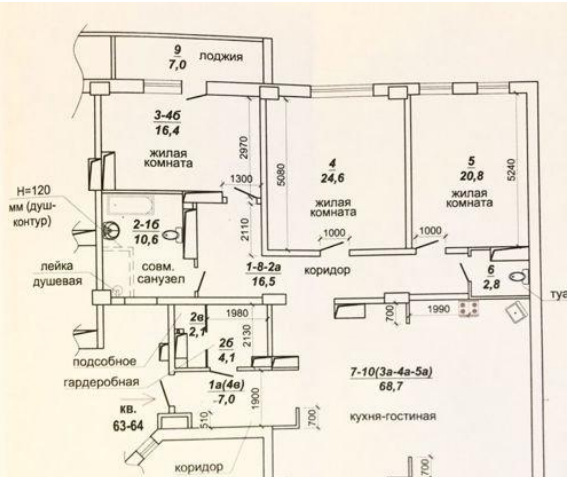 9
7,0
лоджия
3-4б
16,4
жилая
комната
2970
1300
5080
4
24,6
жилая
комната
1000
5
20,8
жилая
комната
5240
1000
H=120
мм (душ-
контур)
2-1б
10,6
совм.
санузел
2110
лейка
душевая
1-8-2а
16,5
коридор
6
2,8
туа
1980
2в
2,1
2130
2б
4,1
подсобное
гардеробная
1а(4в)
7,0
1900
кв.
63-64
510
700
700
1990
7-10(3а-4а-5а)
68,7
кухня-гостиная
700
коридор